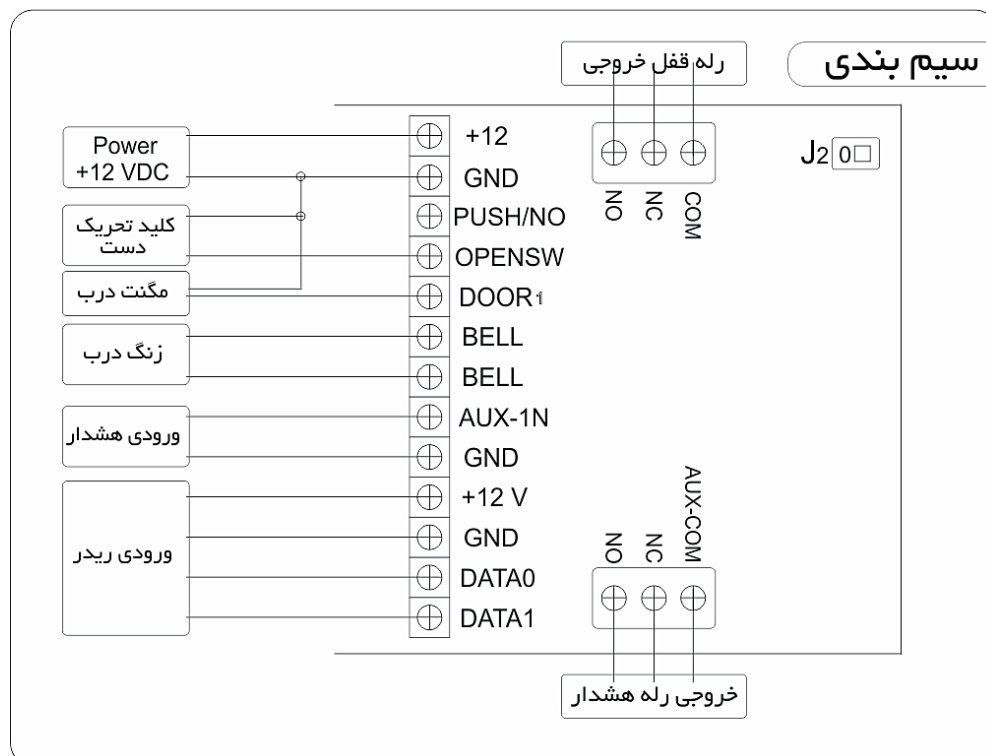 سیم بندی
رله قفل خروجی
NO
NC
COM
J2 0
Power
+12 VDC
کلید تحریک
دست
مگنت درب
زنگ درب
ورودی هشدار
ورودی ریدر
+12
GND
PUSH/NO
OPENSW
DOOR1
BELL
BELL
AUX-1N
GND
+12 V
GND
DATA0
DATA1
NO
NC
AUX-COM
خروجی رله هشدار